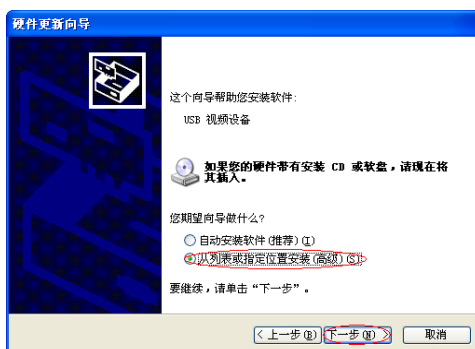 硬件更新向导
这个向导帮助您安装软件:
USB 视频设备
如果您的硬件带有安装 CD 或软盘，请现在将
其插入。
您期望向导做什么?
自动安装软件(推荐)(I)
从列表或指定位置安装(高级)(S)
要继续，请单击“下一步”。
< 上一步(B) 下一步(N) > 取消